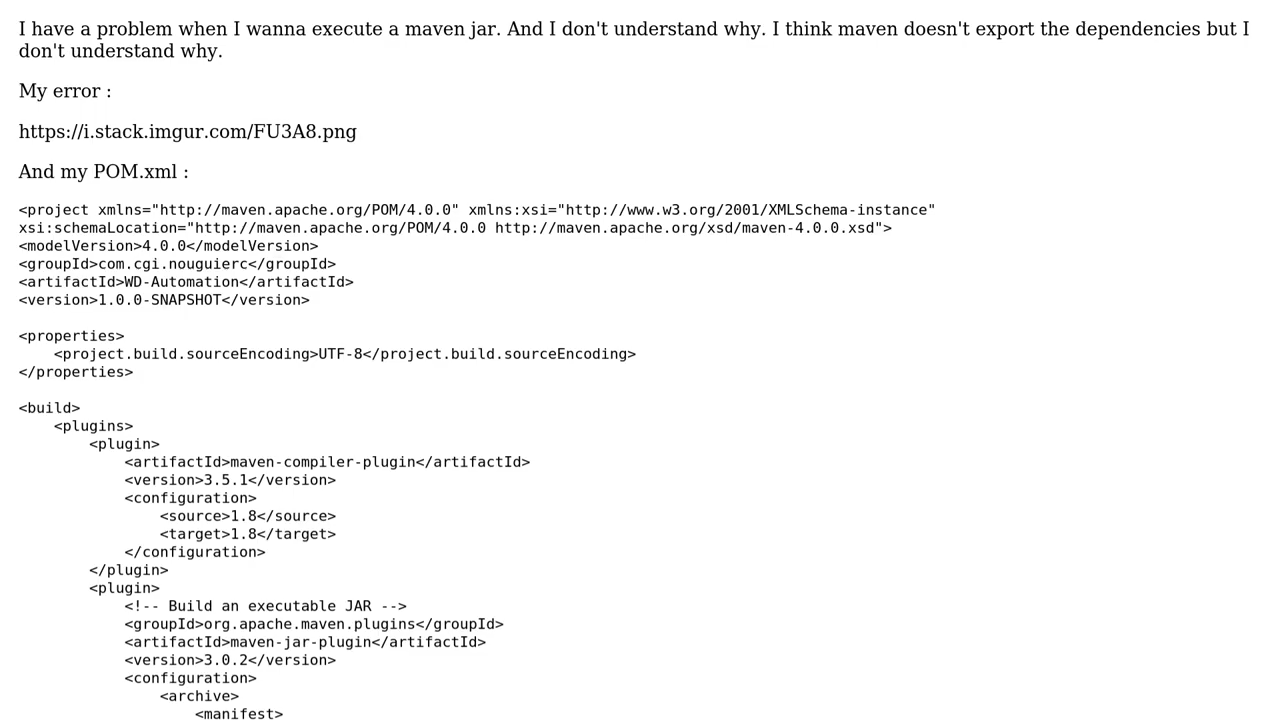 I have a problem when I wanna execute a maven jar. And I don't understand why. I think maven doesn't export the dependencies but I
don't understand why.
My error :
https://i.stack.imgur.com/FU3A8.png
And my POM.xml :
<project xmlns="http://maven.apache.org/POM/4.0.0" xmlns:xsi="http://www.w3.org/2001/XMLSchema-instance"
xsi:schemaLocation="http://maven.apache.org/POM/4.0.0 http://maven.apache.org/xsd/maven-4.0.0.xsd">
<modelVersion>4.0.0</modelVersion>
<groupId>com.cgi.nouguierc</groupId>
<artifactId>WD-Automation</artifactId>
<version>1.0.0-SNAPSHOT</version>
<properties>
    <project.build.sourceEncoding>UTF-8</project.build.sourceEncoding>
</properties>
<build>
    <plugins>
        <plugin>
            <artifactId>maven-compiler-plugin</artifactId>
            <version>3.5.1</version>
            <configuration>
                <source>1.8</source>
                <target>1.8</target>
            </configuration>
        </plugin>
        <plugin>
            <!-- Build an executable JAR -->
            <groupId>org.apache.maven.plugins</groupId>
            <artifactId>maven-jar-plugin</artifactId>
            <version>3.0.2</version>
            <configuration>
                <archive>
                    <manifest>